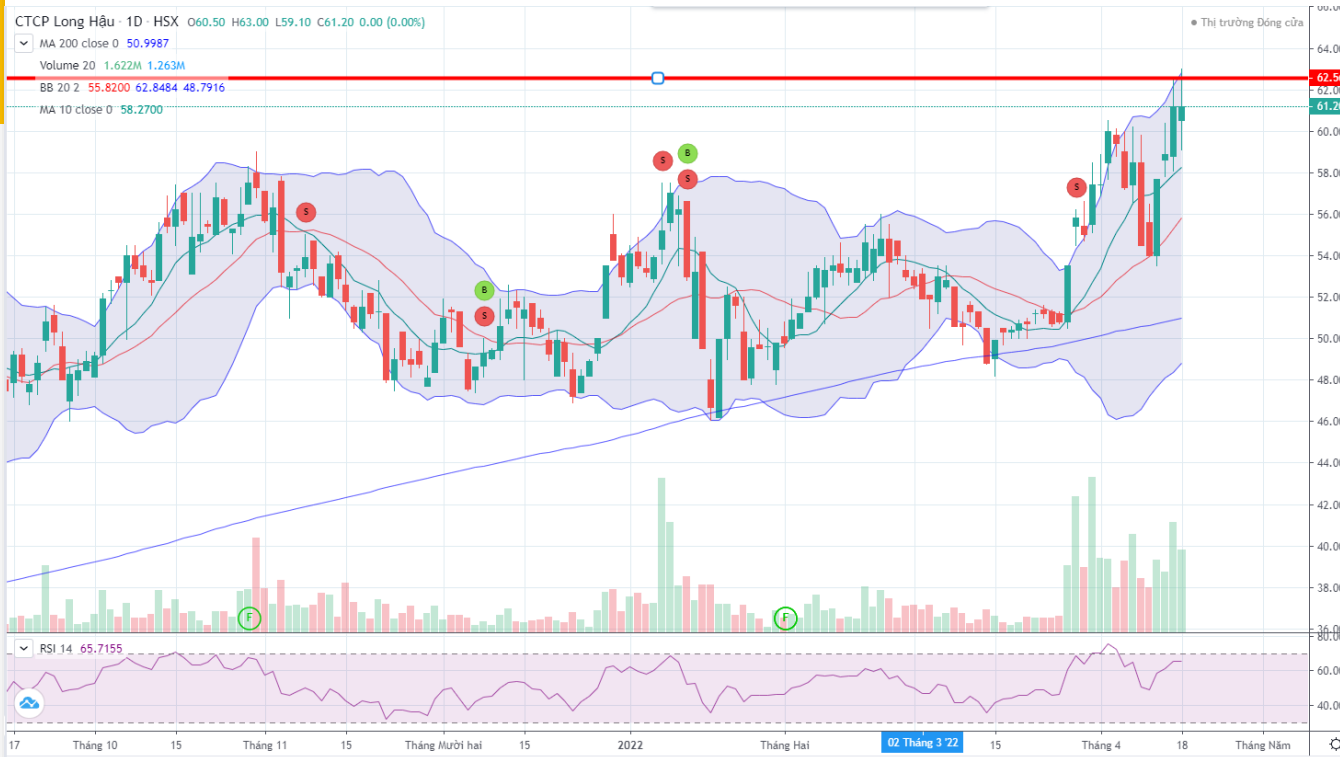 CTCP Long Hậu · 1D · HSX O60.50 H63.00 L59.10 C61.20 0.00 (0.00%)
Thị trường Đóng cửa
MA 200 close 0 50.9987
Volume 20 1.622M 1.263M
BB 20 2 55.8200 62.8484 48.7916
MA 10 close 0 58.2700
64.00
62.50
62.00
61.20
60.00
58.00
56.00
54.00
52.00
50.00
48.00
46.00
44.00
42.00
40.00
38.00
36.00
S
B
S
S
B
S
S
F
F
RSI 14 65.7155
80.00
60.00
40.00
17 Tháng 10 15 Tháng 11 15 Tháng Mười hai 15 2022 Tháng Hai 02 Tháng 3 '22 15 Tháng 4 18 Tháng Năm